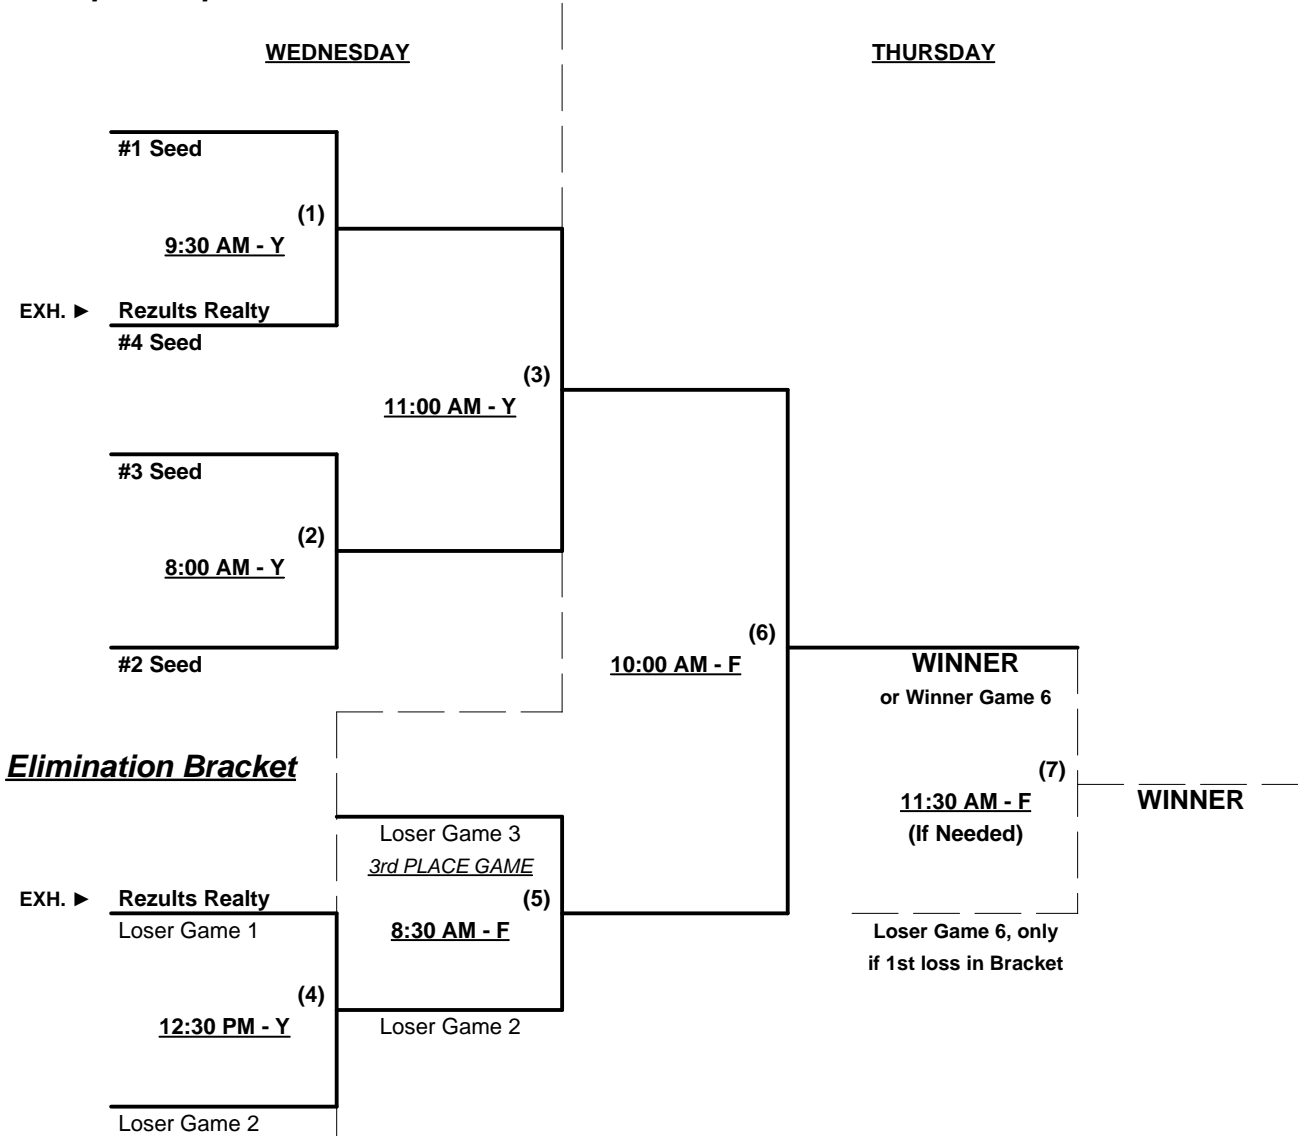 WEDNESDAY
THURSDAY
#1 Seed
(1)
9:30 AM - Y
EXH. ► Rezults Realty
#4 Seed
(3)
11:00 AM - Y
#3 Seed
(2)
8:00 AM - Y
#2 Seed
(6)
10:00 AM - F
WINNER
or Winner Game 6
Elimination Bracket
(7)
11:30 AM - F
(If Needed)
WINNER
Loser Game 3
3rd PLACE GAME
(5)
8:30 AM - F
EXH. ► Rezults Realty
Loser Game 1
Loser Game 6, only
if 1st loss in Bracket
(4)
12:30 PM - Y
Loser Game 2
Loser Game 2